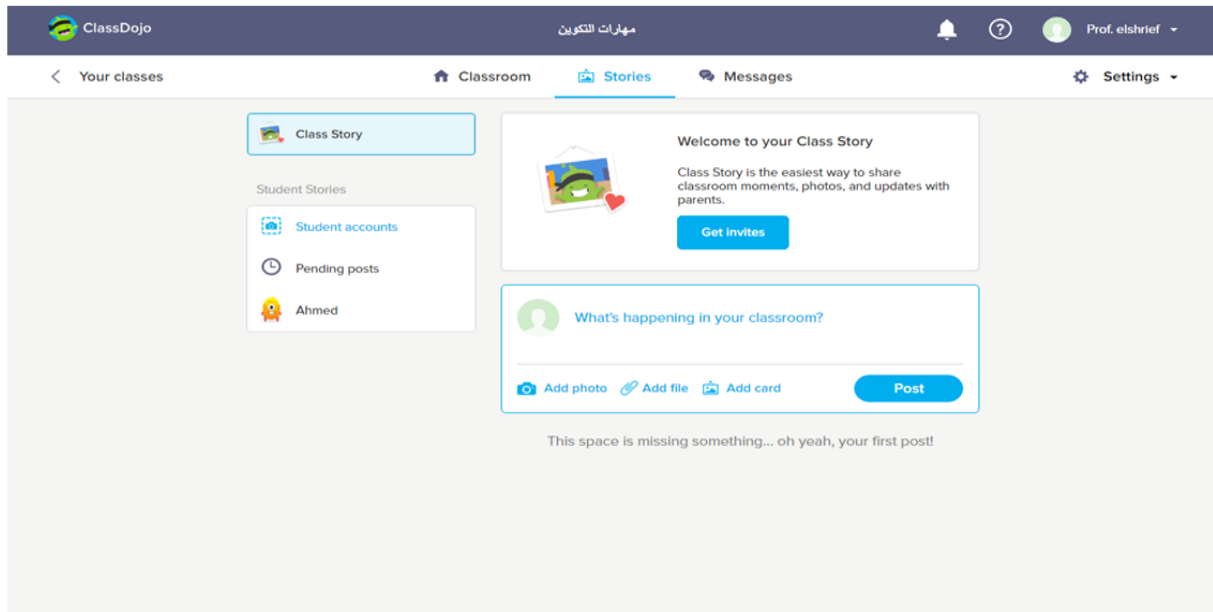 ClassDojo
مهارات التكوين
Prof. elshrief
Your classes
Classroom
Stories
Messages
Settings
Class Story
Student Stories
Student accounts
Pending posts
Ahmed
Welcome to your Class Story
Class Story is the easiest way to share
classroom moments, photos, and updates with
parents.
Get invites
What's happening in your classroom?
Add photo
Add file
Add card
Post
This space is missing something... oh yeah, your first post!